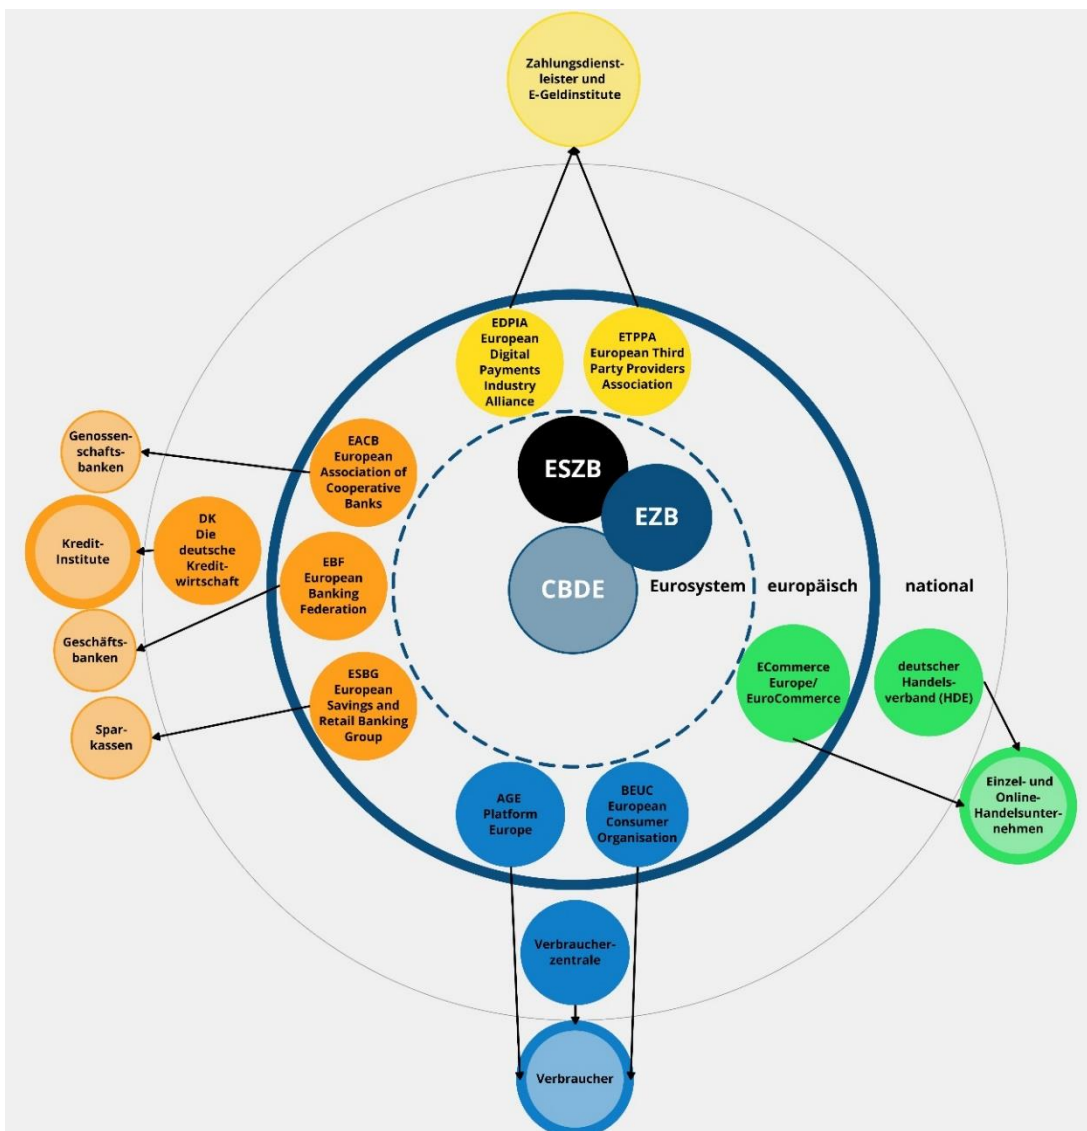 Zahlungsdienst-
leister und
E-Geldinstitute
EDPIA
European
Digital
Payments
Industry
Alliance
ETPPA
European Third
Party Providers
Association
ESZB
EZB
CBDE
Eurosystem
europäisch
national
Genossen-
schafts-
banken
EACB
European
Association of
Cooperative
Banks
Kredit-
Institute
DK
Die
deutsche
Kredit-
wirtschaft
EBF
European
Banking
Federation
Geschäfts-
banken
ESBG
European
Savings and
Retail Banking
Group
Spar-
kassen
ECommerce
Europe/
EuroCommerce
deutscher
Handels-
verband (HDE)
Einzel- und
Online-
Handelsunter-
nehmen
AGE
Platform
Europe
BEUC
European
Consumer
Organisation
Verbraucher-
zentrale
Verbraucher